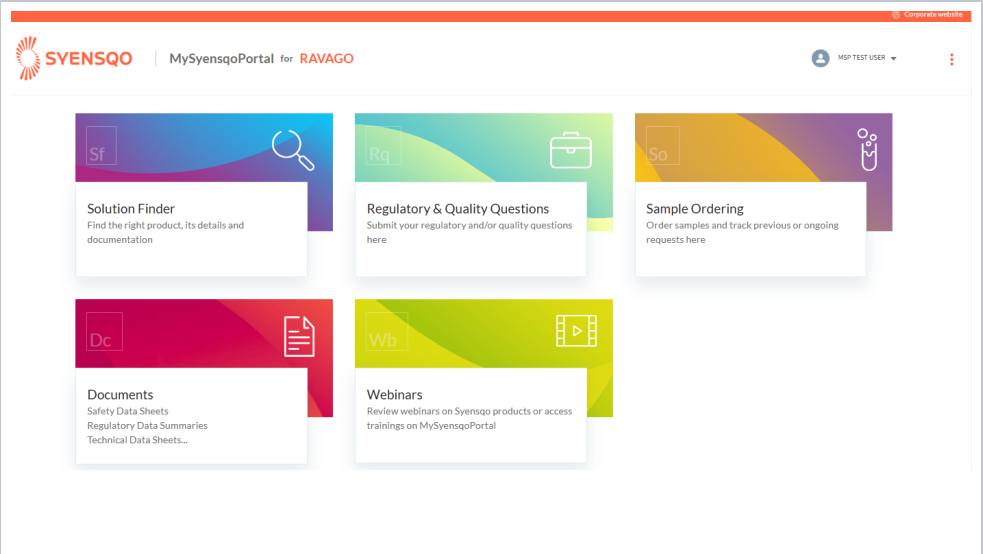 Corporate website
SYENSQO
MySyensqoPortal for RAVAGO
MSP TEST USER
Sf
Solution Finder
Find the right product, its details and
documentation
Rq
Regulatory & Quality Questions
Submit your regulatory and/or quality questions
here
So
Sample Ordering
Order samples and track previous or ongoing
requests here
Dc
Documents
Safety Data Sheets
Regulatory Data Summaries
Technical Data Sheets...
Wb
Webinars
Review webinars on Syensqo products or access
trainings on MySyensqoPortal